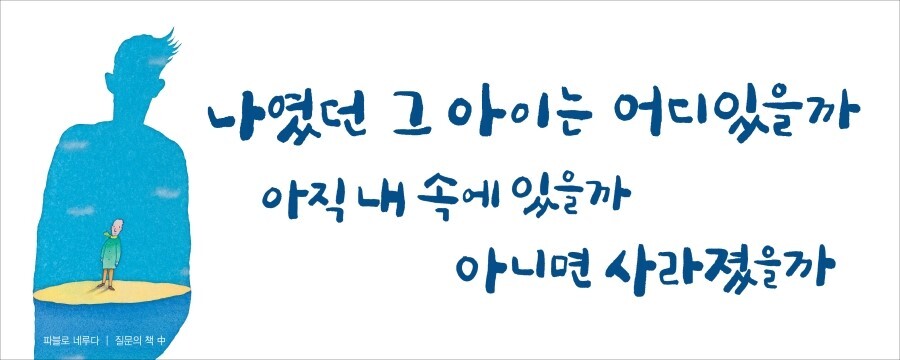 나였던 그 아이는 어디있을까
아직 내 속에 있을까
아니면 사라졌을까
파블로 네루다 | 질문의 책 中